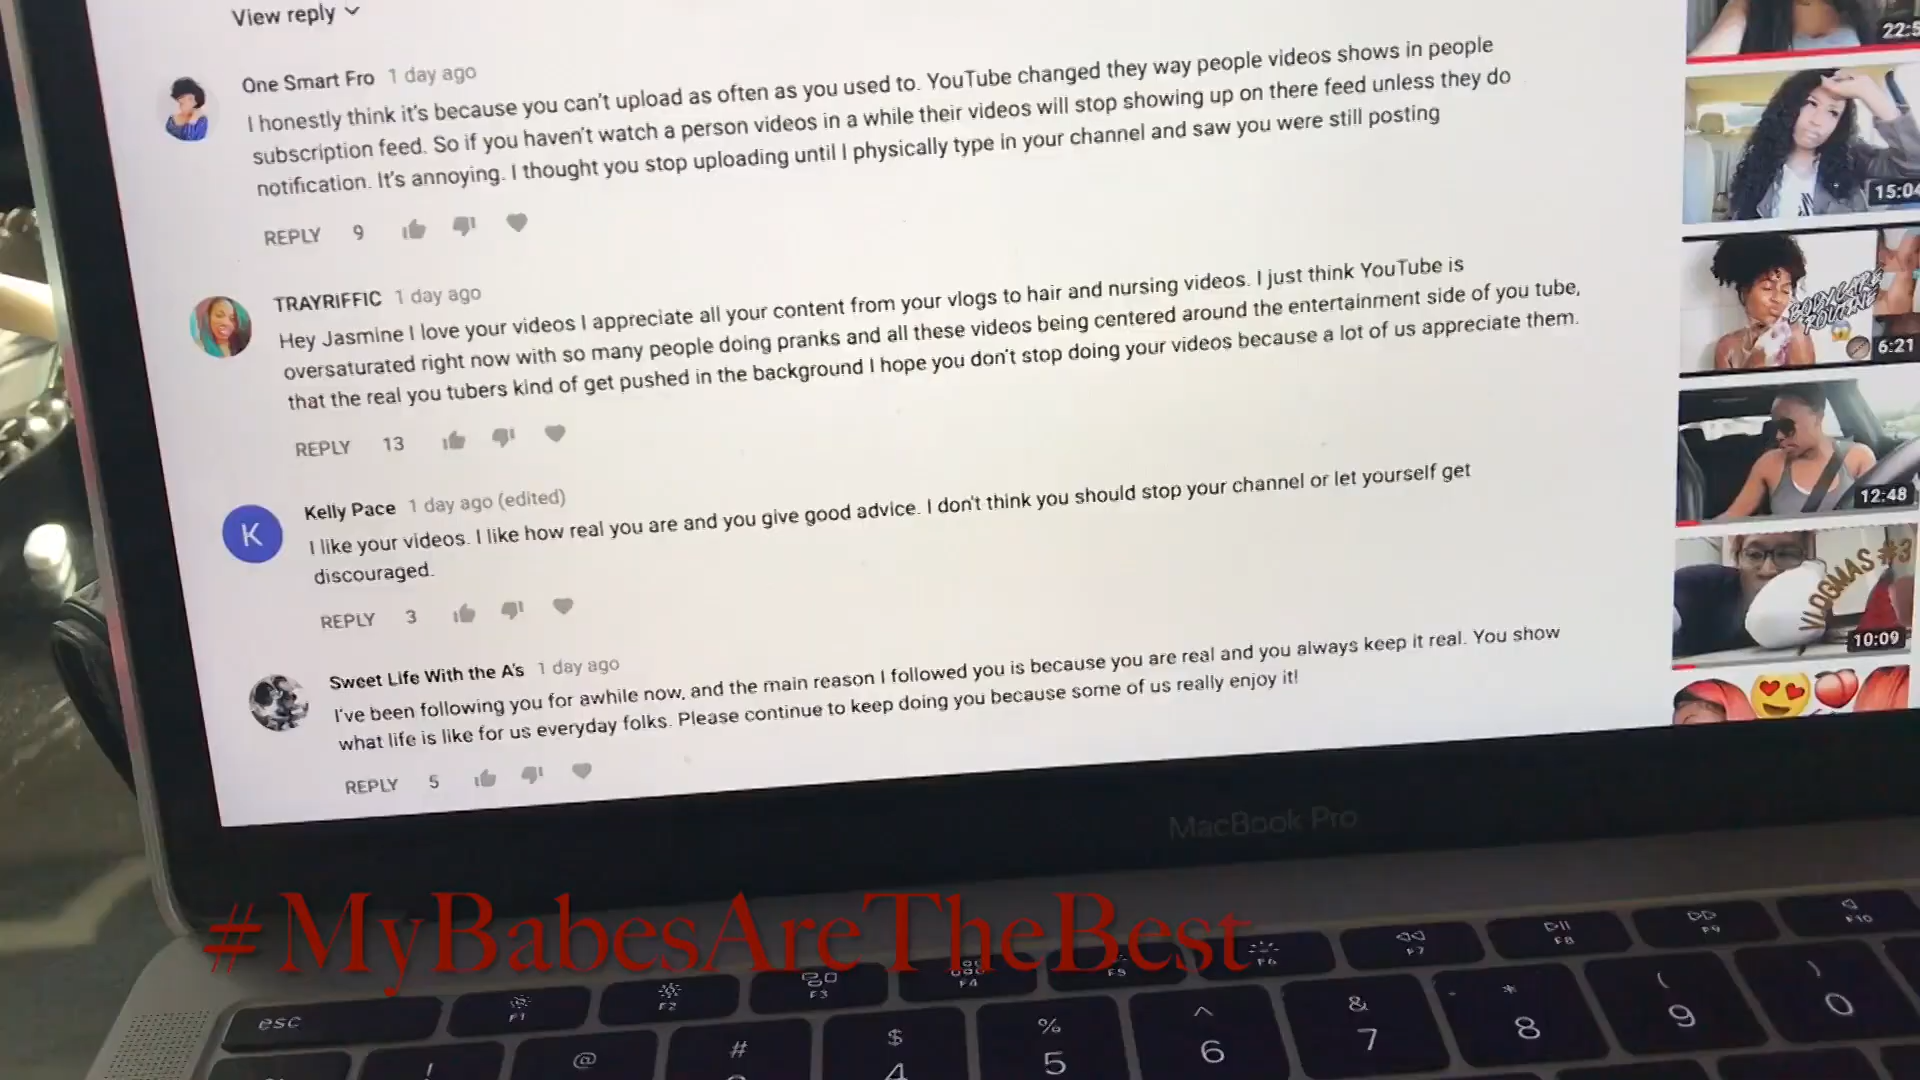 View reply
One Smart Fro 1 day ago
I honestly think it's because you can't upload as often as you used to. YouTube changed they way people videos shows in people
subscription feed. So if you haven't watch a person videos in a while their videos will stop showing up on there feed unless they do
notification. It's annoying. I thought you stop uploading until I physically type in your channel and saw you were still posting
REPLY 9
TRAYRIFFIC 1 day ago
Hey Jasmine I love your videos I appreciate all your content from your vlogs to hair and nursing videos. I just think YouTube is
oversaturated right now with so many people doing pranks and all these videos being centered around the entertainment side of you tube,
that the real you tubers kind of get pushed in the background I hope you don't stop doing your videos because a lot of us appreciate them.
REPLY 13
K
Kelly Pace 1 day ago (edited)
I like your videos. I like how real you are and you give good advice. I don't think you should stop your channel or let yourself get
discouraged.
REPLY 3
Sweet Life With the A's 1 day ago
I've been following you for awhile now, and the main reason I followed you is because you are real and you always keep it real. You show
what life is like for us everyday folks. Please continue to keep doing you because some of us really enjoy it!
REPLY 5
15:04
BODYCARE
ROUTINE
6:21
12:48
VLOGMAS #3
10:09
MacBook Pro
#MyBabesAreTheBest
esc F1 F2 F3 F4 F5 F6 F7 F8 F9 F10
! @ # $ % ^ & * ( )
4 5 6 7 8 9 0